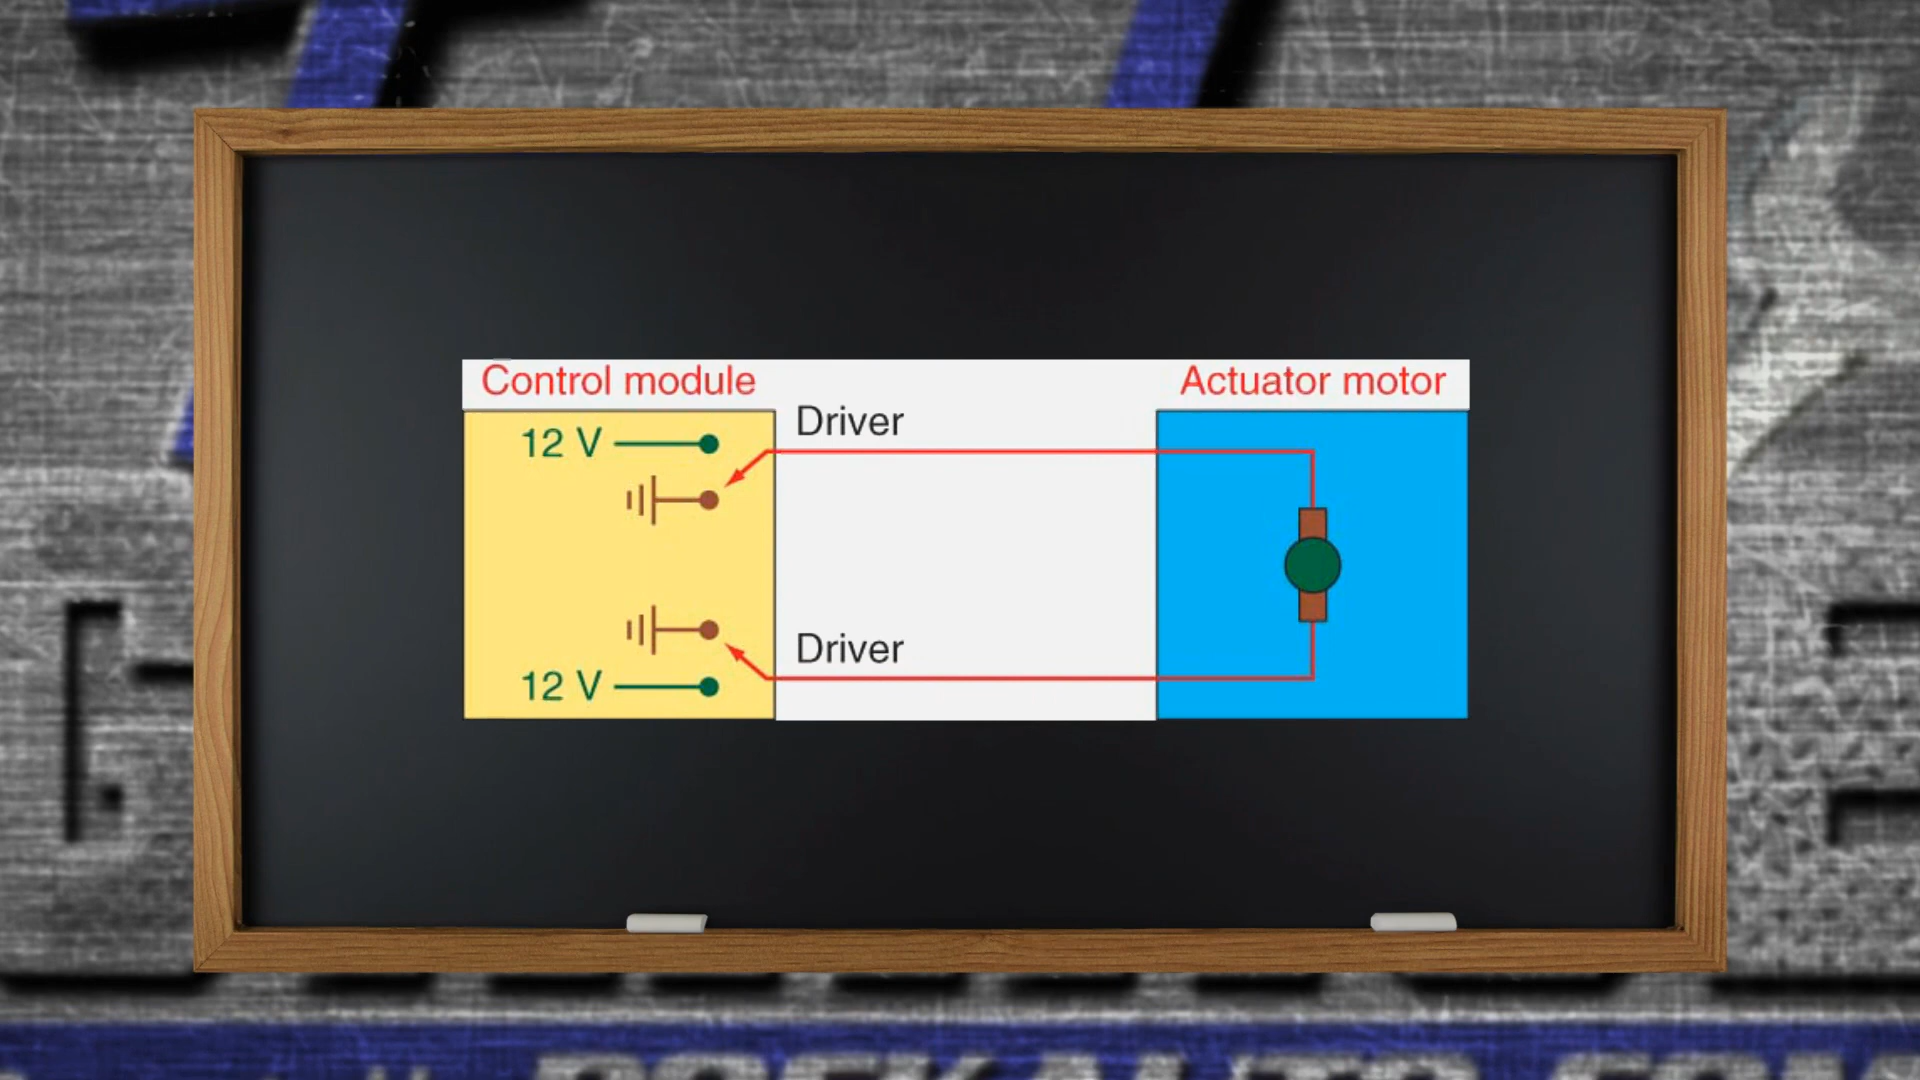 Control module
Actuator motor
Driver
12 V
Driver
12 V